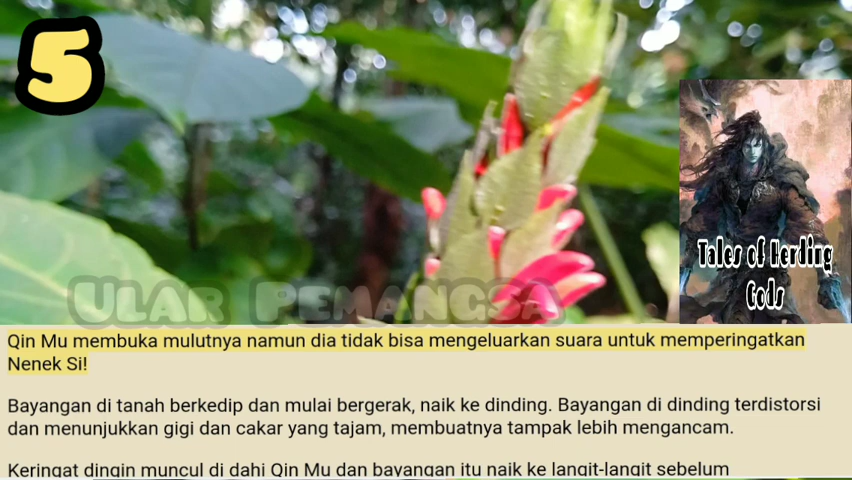 5
Tales of Herding
Gods
Ular Pemangsa
Qin Mu membuka mulutnya namun dia tidak bisa mengeluarkan suara untuk memperingatkan
Nenek Si!
Bayangan di tanah berkedip dan mulai bergerak, naik ke dinding. Bayangan di dinding terdistorsi
dan menunjukkan gigi dan cakar yang tajam, membuatnya tampak lebih mengancam.
Keringat dingin muncul di dahi Qin Mu dan bayangan itu naik ke langit-langit sebelum